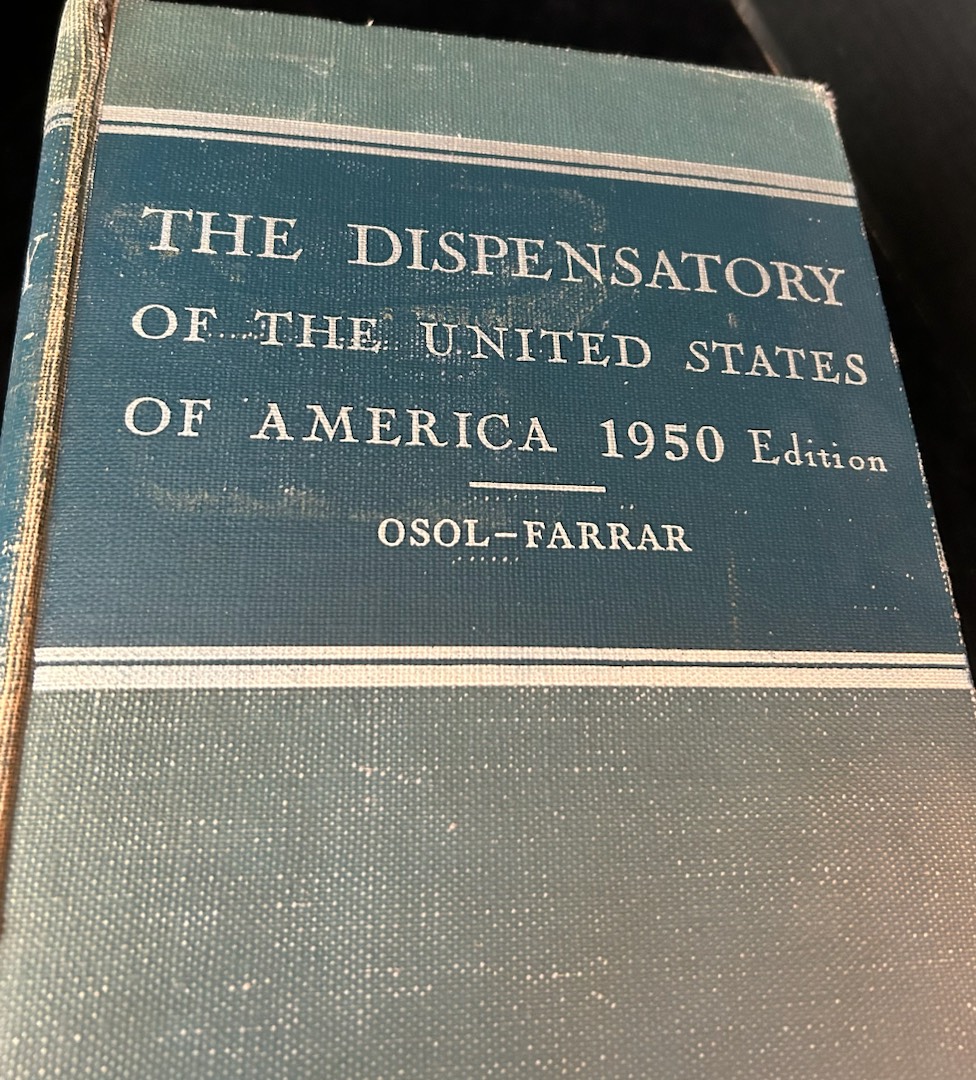 THE DISPENSATORY
OF THE UNITED STATES
OF AMERICA 1950 Edition
OSOL–FARRAR
Y